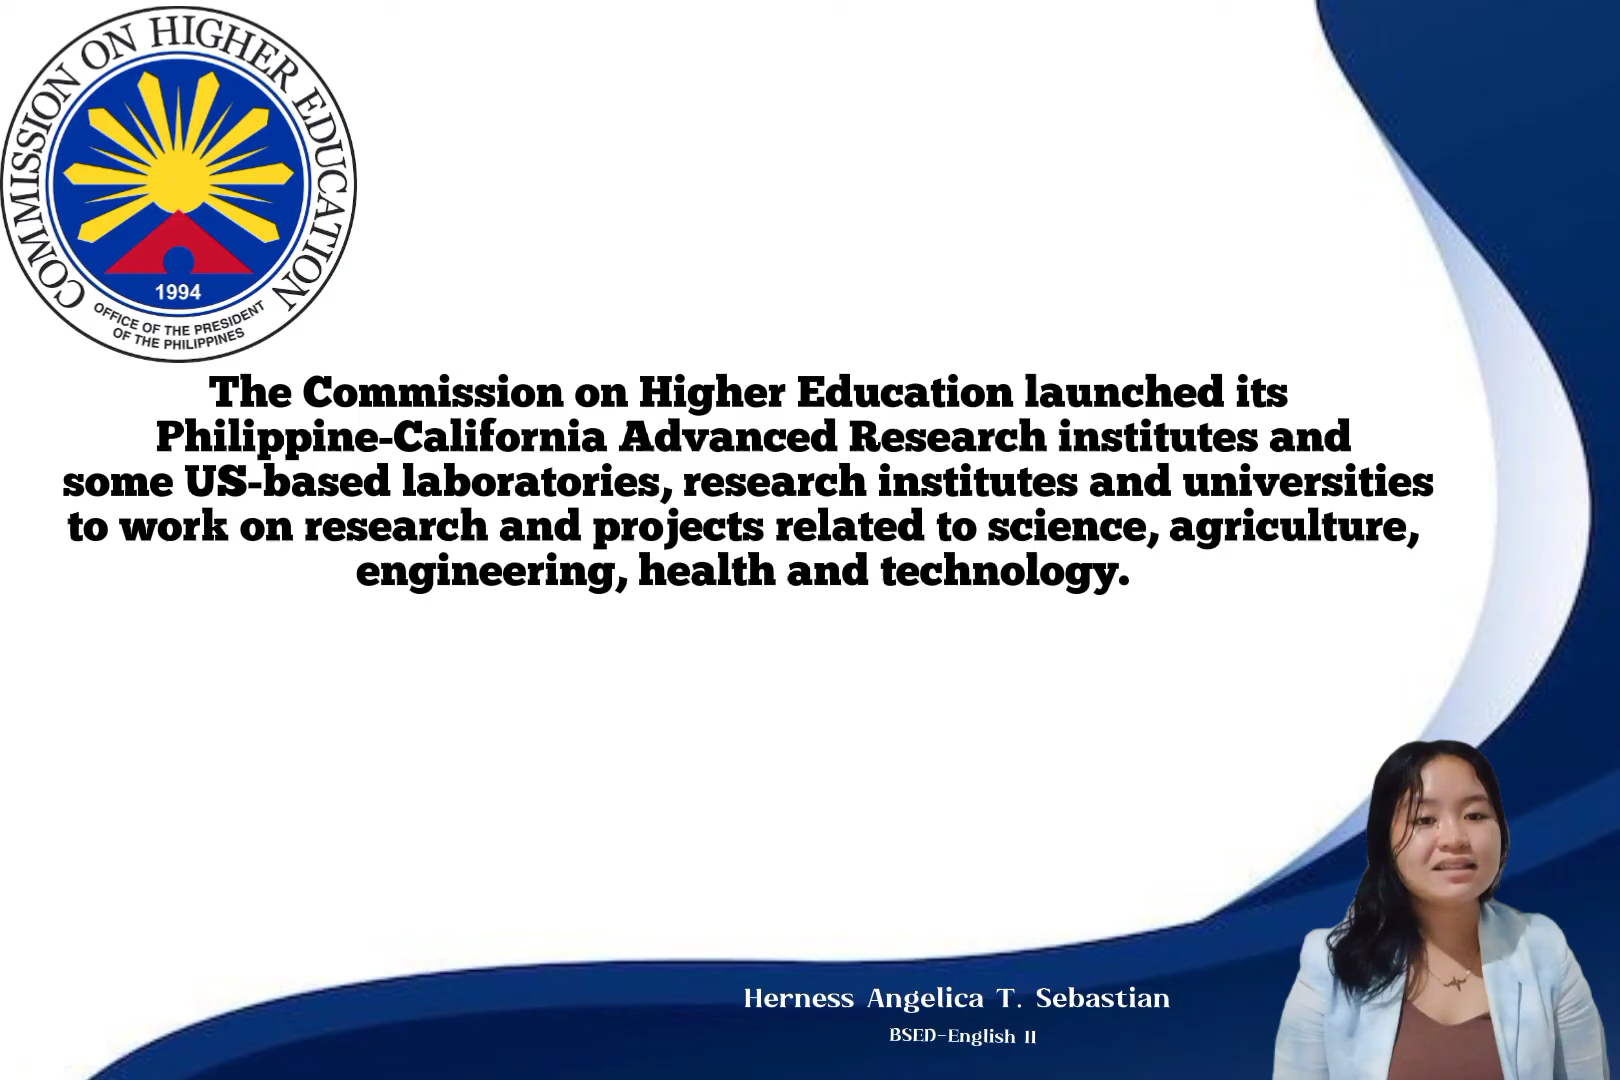 COMMISSION ON HIGHER EDUCATION
1994
OFFICE OF THE PRESIDENT
OF THE PHILIPPINES
The Commission on Higher Education launched its
Philippine-California Advanced Research institutes and
some US-based laboratories, research institutes and universities
to work on research and projects related to science, agriculture,
engineering, health and technology.
Herness Angelica T. Sebastian
BSED-English II